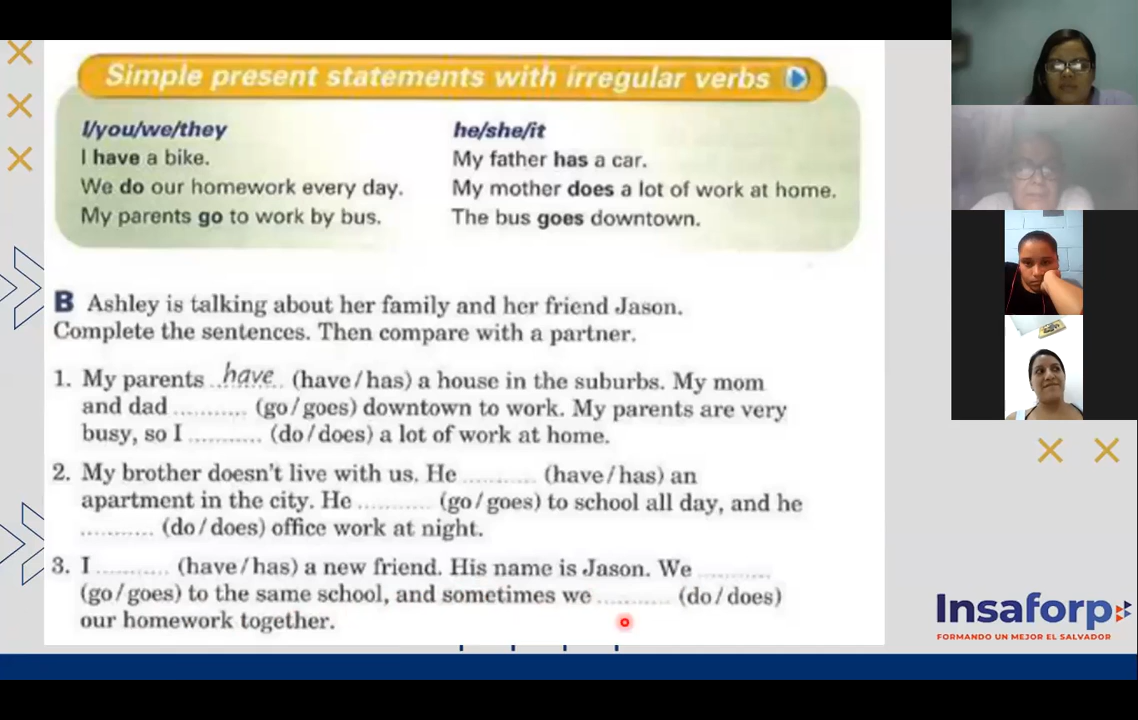 Simple present statements with irregular verbs
I/you/we/they
I have a bike.
We do our homework every day.
My parents go to work by bus.
he/she/it
My father has a car.
My mother does a lot of work at home.
The bus goes downtown.
B Ashley is talking about her family and her friend Jason.
Complete the sentences. Then compare with a partner.
1. My parents ..have.. (have/has) a house in the suburbs. My mom
and dad ........... (go/goes) downtown to work. My parents are very
busy, so I ........... (do/does) a lot of work at home.
2. My brother doesn't live with us. He ........... (have/has) an
apartment in the city. He ........... (go/goes) to school all day, and he
........... (do/does) office work at night.
3. I ........... (have/has) a new friend. His name is Jason. We ...........
(go/goes) to the same school, and sometimes we ........... (do/does)
our homework together.
Insaforp
FORMANDO UN MEJOR EL SALVADOR